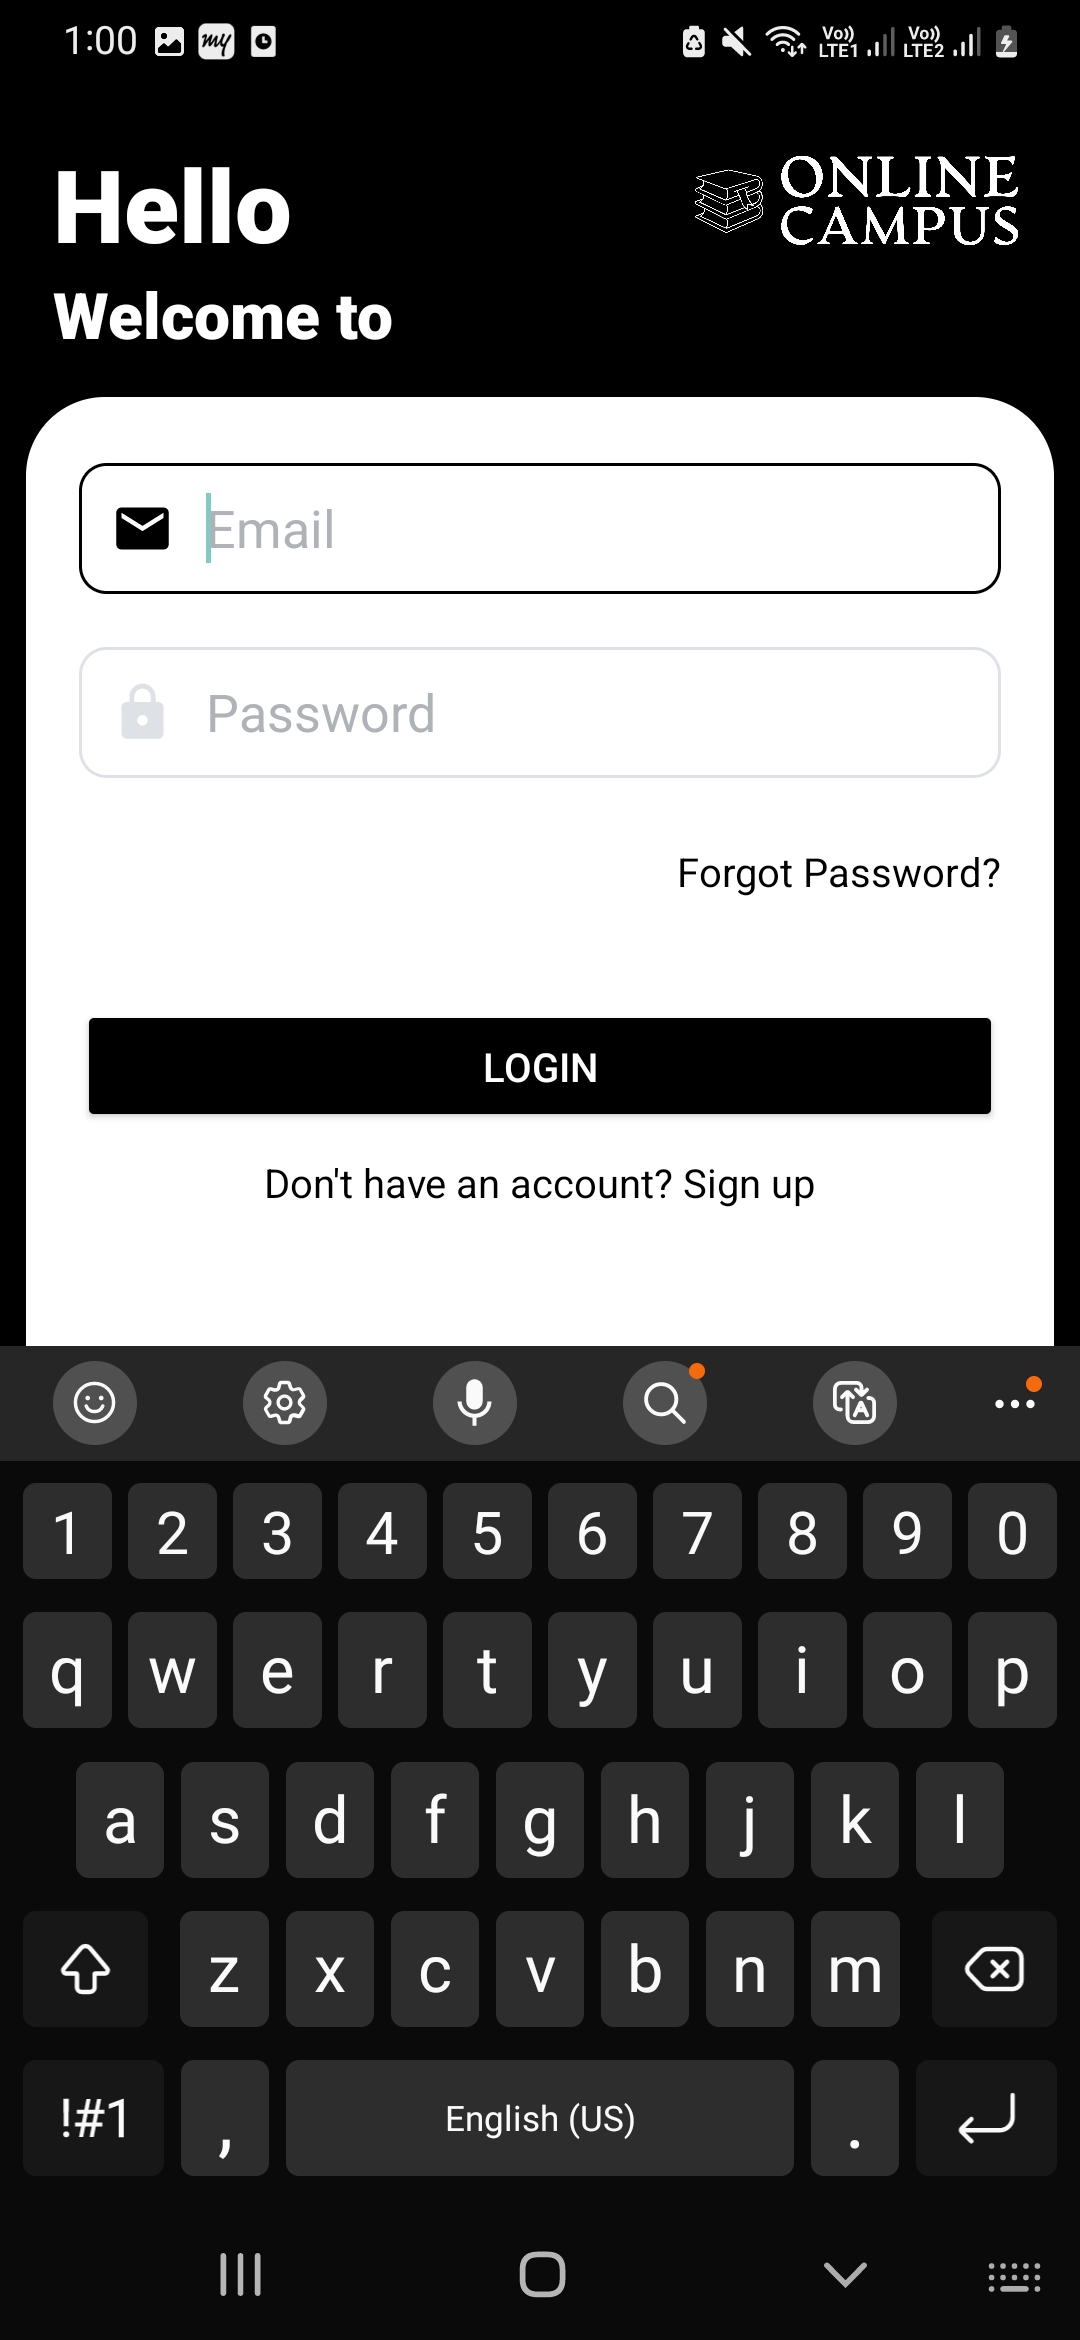 1:00
my
Vo)) LTE1
Vo)) LTE2
Hello
ONLINE
CAMPUS
Welcome to
Email
Password
Forgot Password?
LOGIN
Don't have an account? Sign up
A
1 2 3 4 5 6 7 8 9 0
q w e r t y u i o p
a s d f g h j k l
z x c v b n m
!#1 , English (US) .